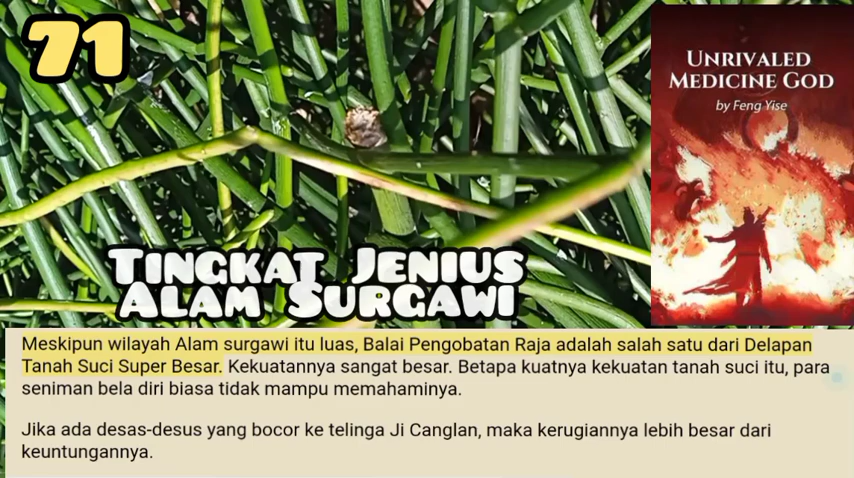 71
UNRIVALED
MEDICINE GOD
by Feng Yise
TINGKAT JENIUS
ALAM SURGAWI
Meskipun wilayah Alam surgawi itu luas, Balai Pengobatan Raja adalah salah satu dari Delapan
Tanah Suci Super Besar. Kekuatannya sangat besar. Betapa kuatnya kekuatan tanah suci itu, para
seniman bela diri biasa tidak mampu memahaminya.
Jika ada desas-desus yang bocor ke telinga Ji Canglan, maka kerugiannya lebih besar dari
keuntungannya.